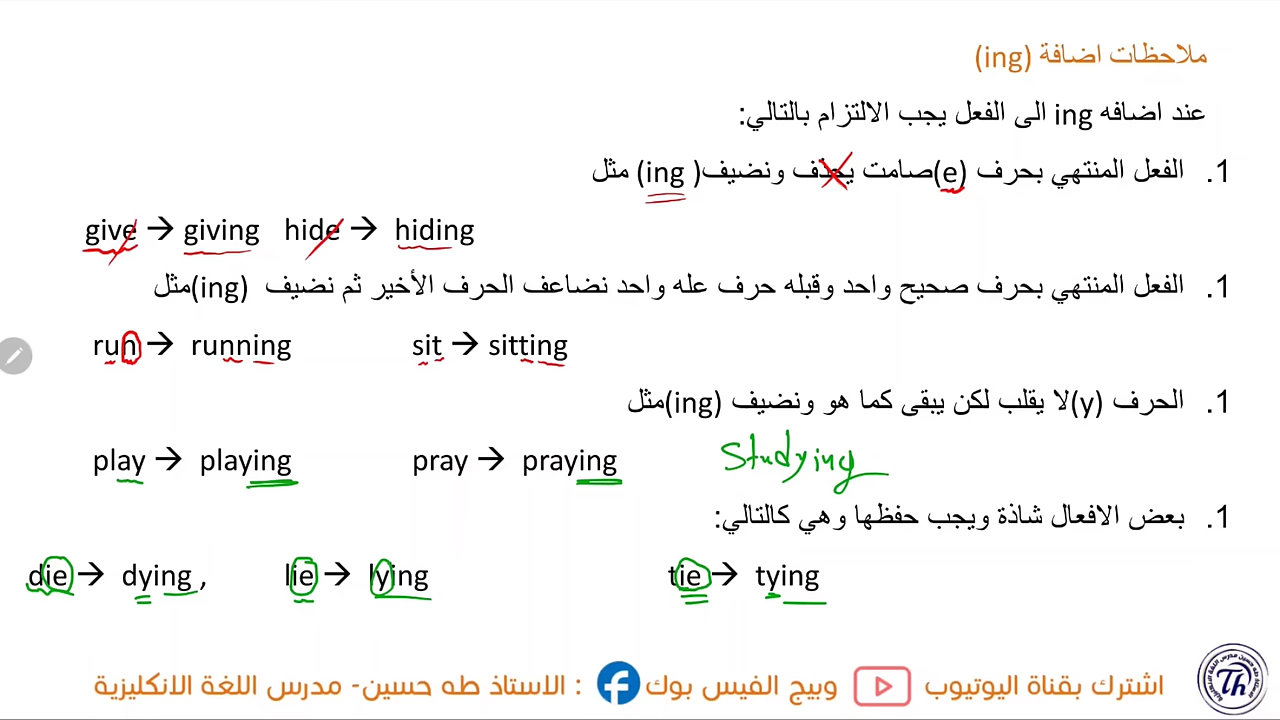 ملاحظات اضافة (ing)
عند اضافه ing الى الفعل يجب الالتزام بالتالي:
1. الفعل المنتهي بحرف (e)صامت يحذف ونضيف( ing) مثل
give → giving hide → hiding
1. الفعل المنتهي بحرف صحيح واحد وقبله حرف عله واحد نضاعف الحرف الأخير ثم نضيف (ing)مثل
run → running sit → sitting
1. الحرف (y)لا يقلب لكن يبقى كما هو ونضيف (ing)مثل
play → playing pray → praying Studying
1. بعض الافعال شاذة ويجب حفظها وهي كالتالي:
die → dying , lie → lying tie → tying
اشترك بقناة اليوتيوب وبيج الفيس بوك : الاستاذ طه حسين- مدرس اللغة الانكليزية
Th